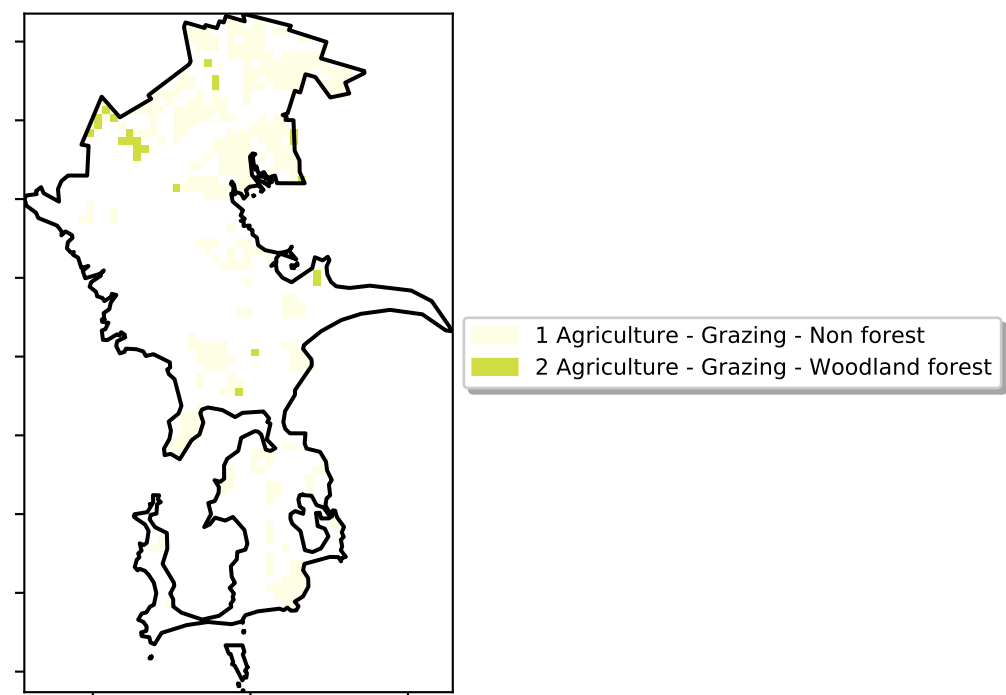 1 Agriculture - Grazing - Non forest
2 Agriculture - Grazing - Woodland forest